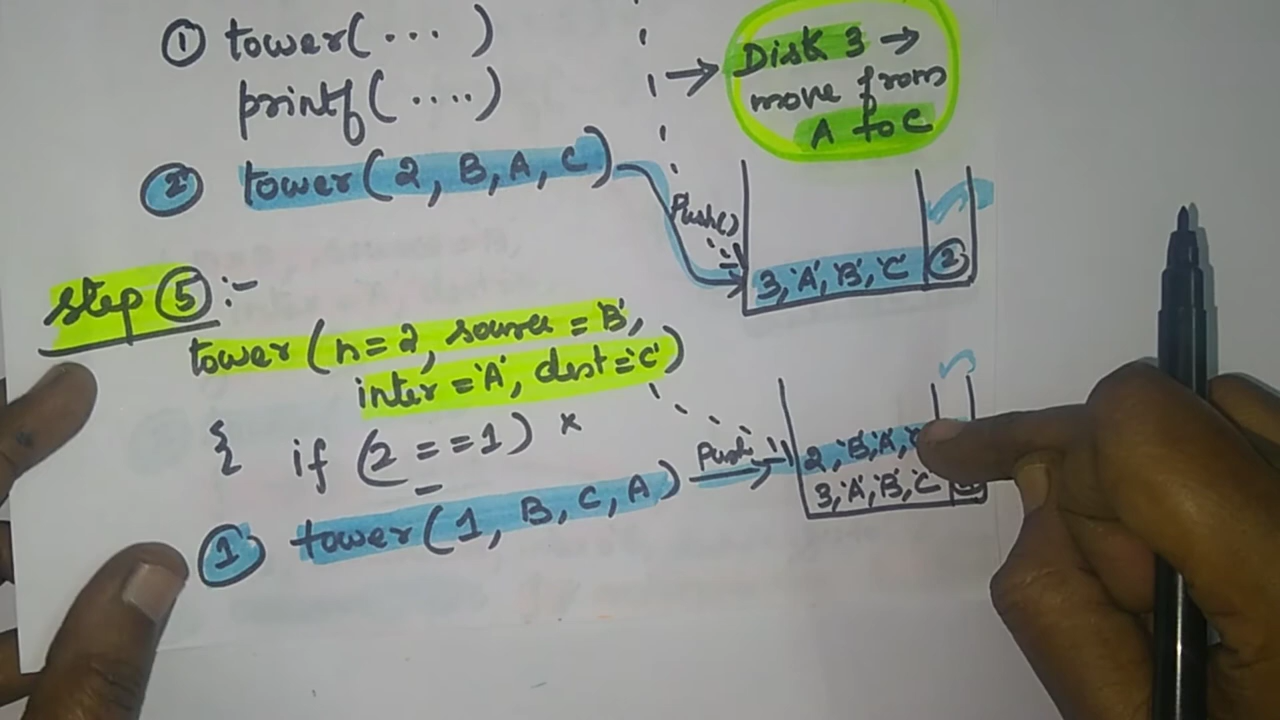 ① tower(... )
printf(....)
② tower(2, B, A, C)
→ Disk 3 →
move from
A to C
Push()
3,'A','B','C' ②
step ⑤:-
tower(n=2, source='B',
inter='A', dest='C')
{ if (2==1) ×
① tower(1, B, C, A)
Push
2,'B','A',
3,'A','B','C'